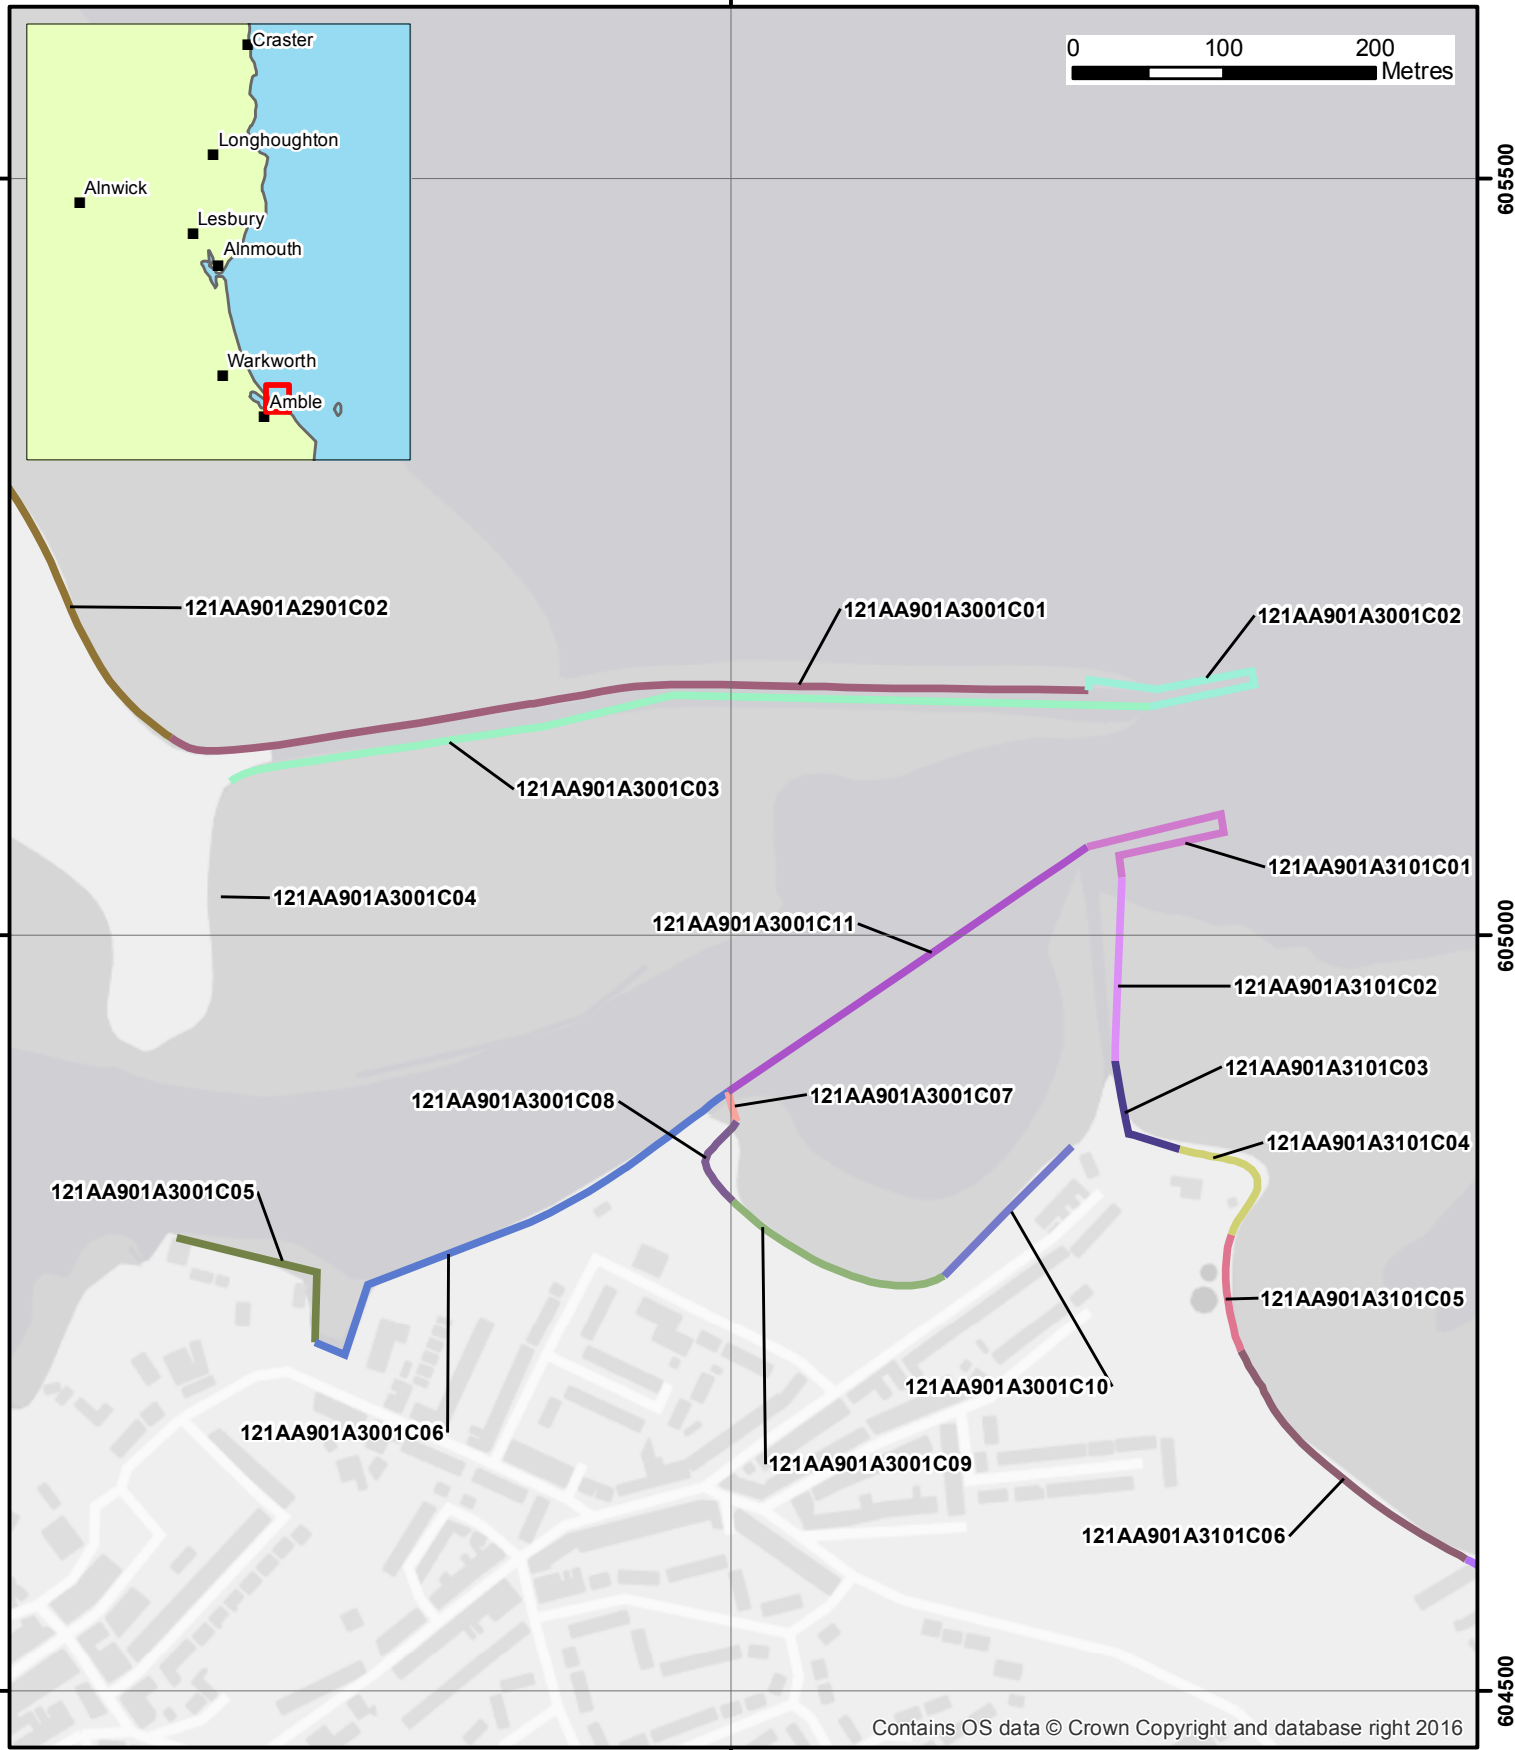 Craster
Longhoughton
Alnwick
Lesbury
Alnmouth
Warkworth
Amble
0 100 200
Metres
605500
121AA901A2901C02
121AA901A3001C01
121AA901A3001C02
121AA901A3001C03
121AA901A3101C01
121AA901A3001C04
121AA901A3001C11
605000
121AA901A3101C02
121AA901A3101C03
121AA901A3001C08
121AA901A3001C07
121AA901A3101C04
121AA901A3001C05
121AA901A3101C05
121AA901A3001C10
121AA901A3001C06
121AA901A3001C09
121AA901A3101C06
604500
Contains OS data © Crown Copyright and database right 2016